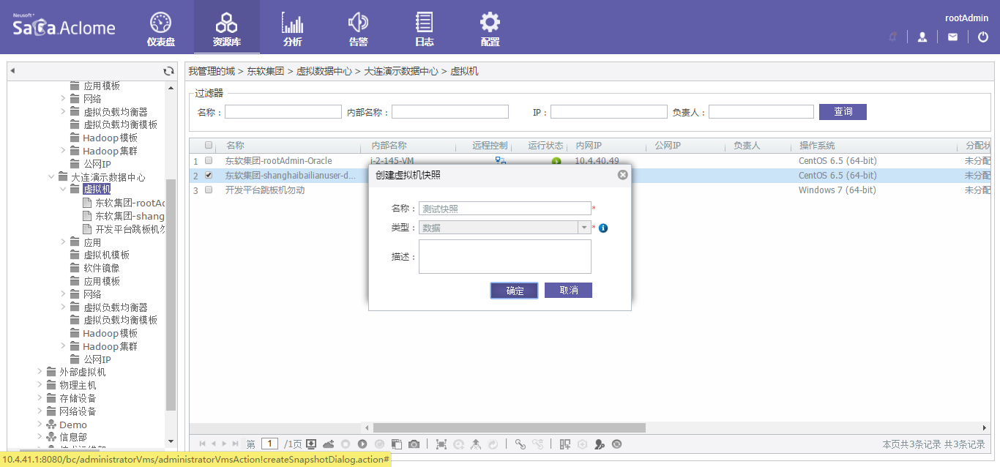 Neusoft
SaCa.Aclome
仪表盘
资源库
分析
告警
日志
配置
rootAdmin
应用模板
网络
虚拟负载均衡器
虚拟负载均衡模板
Hadoop模板
Hadoop集群
公网IP
大连演示数据中心
虚拟机
东软集团-rootAd
东软集团-shang
开发平台跳板机勿
应用
虚拟机模板
软件镜像
应用模板
网络
虚拟负载均衡器
虚拟负载均衡模板
Hadoop模板
Hadoop集群
公网IP
外部虚拟机
物理主机
存储设备
网络设备
Demo
信息部
我管理的域 > 东软集团 > 虚拟数据中心 > 大连演示数据中心 > 虚拟机
过滤器
名称： 内部名称： IP： 负责人： 查询
名称 内部名称 远程控制 运行状态 内网IP 公网IP 负责人 操作系统 分配状
1 东软集团-rootAdmin-Oracle i-2-145-VM 10.4.40.49 CentOS 6.5 (64-bit) 未分配
2 东软集团-shanghaibailianuser-d... CentOS 6.5 (64-bit) 未分配
3 开发平台跳板机勿动 Windows 7 (64-bit) 未分配
创建虚拟机快照
名称： 测试快照 *
类型： 数据 *
描述：
确定 取消
第 1 /1页
本页共3条记录 共3条记录
10.4.41.1:8080/bc/administratorVms/administratorVmsAction!createSnapshotDialog.action#